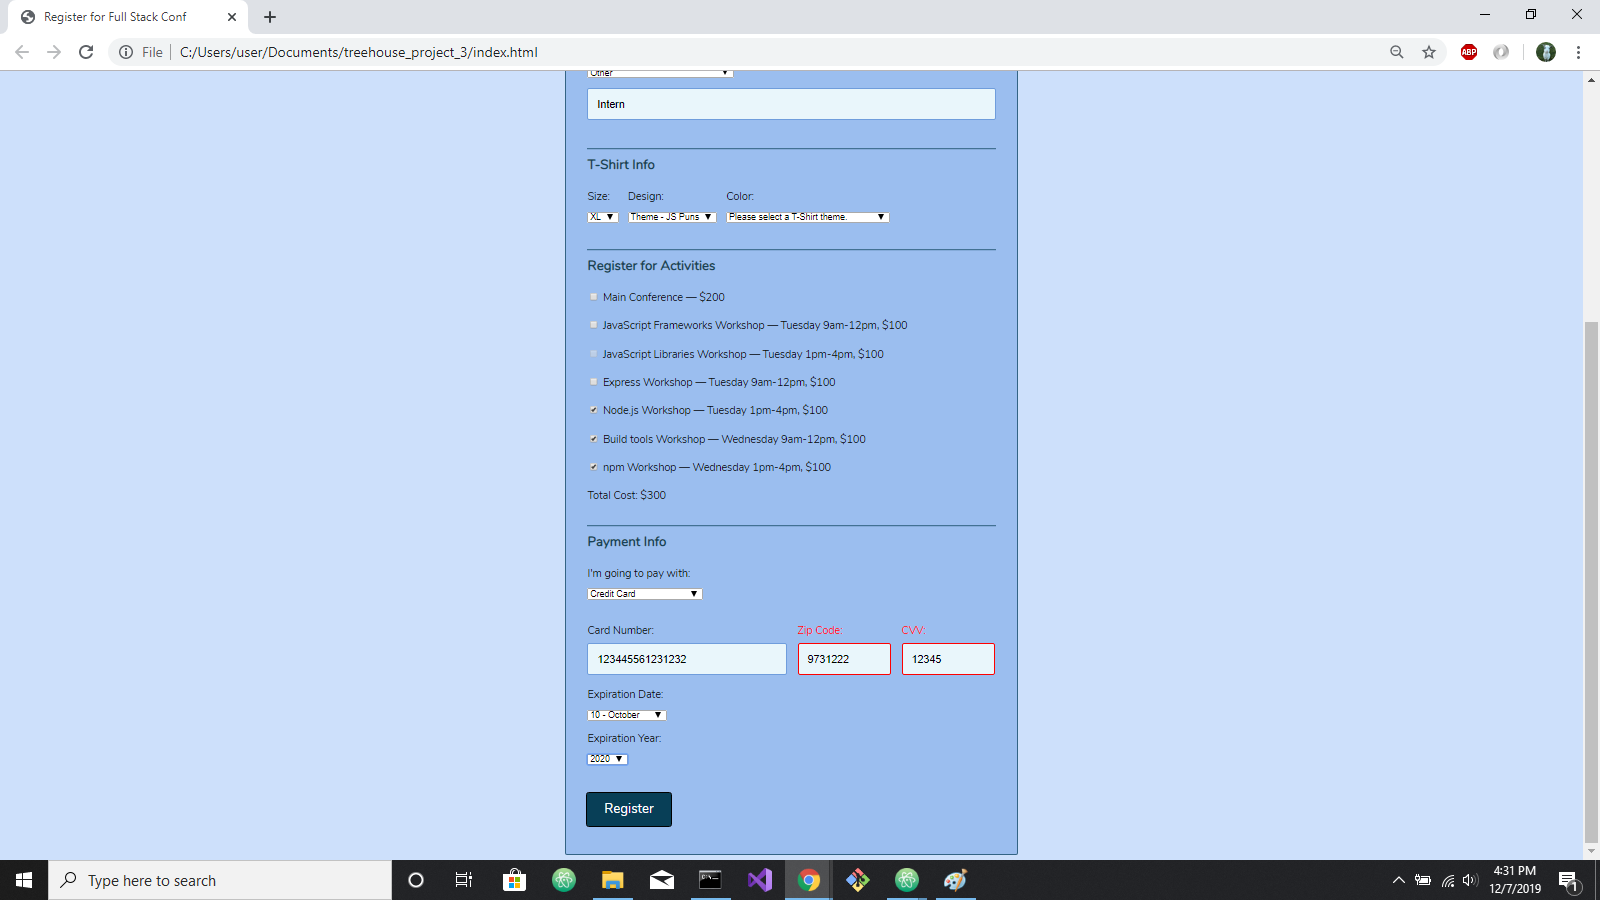 Register for Full Stack Conf
File
C:/Users/user/Documents/treehouse_project_3/index.html
ABP
Other
Intern
T-Shirt Info
Size: Design: Color:
XL Theme - JS Puns Please select a T-Shirt theme.
Register for Activities
Main Conference — $200
JavaScript Frameworks Workshop — Tuesday 9am-12pm, $100
JavaScript Libraries Workshop — Tuesday 1pm-4pm, $100
Express Workshop — Tuesday 9am-12pm, $100
Node.js Workshop — Tuesday 1pm-4pm, $100
Build tools Workshop — Wednesday 9am-12pm, $100
npm Workshop — Wednesday 1pm-4pm, $100
Total Cost: $300
Payment Info
I'm going to pay with:
Credit Card
Card Number: Zip Code: CVV:
123445561231232 9731222 12345
Expiration Date:
10 - October
Expiration Year:
2020
Register
Type here to search
4:31 PM
12/7/2019
1